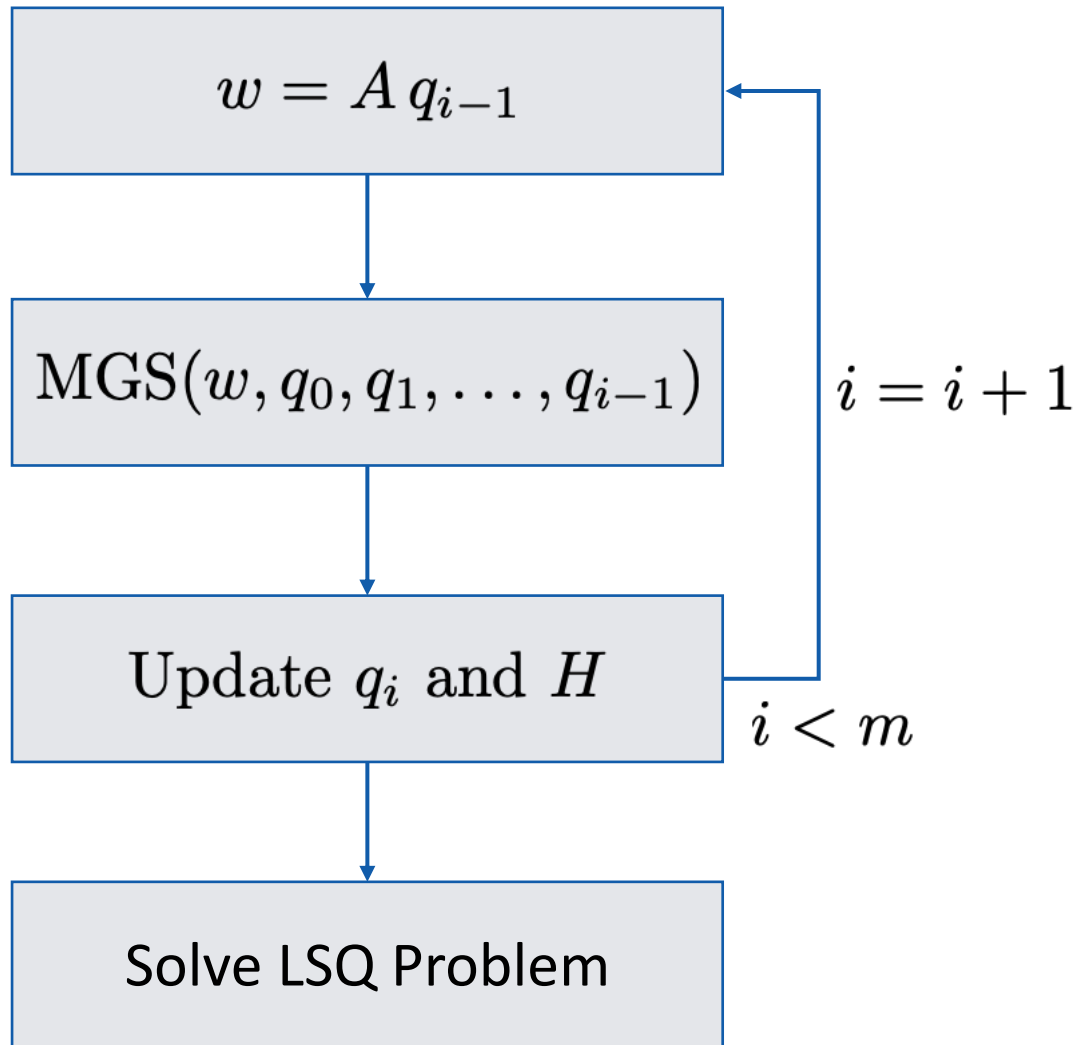 w = A q_{i-1}
MGS(w, q_0, q_1, ..., q_{i-1})
i = i + 1
Update q_i and H
i < m
Solve LSQ Problem